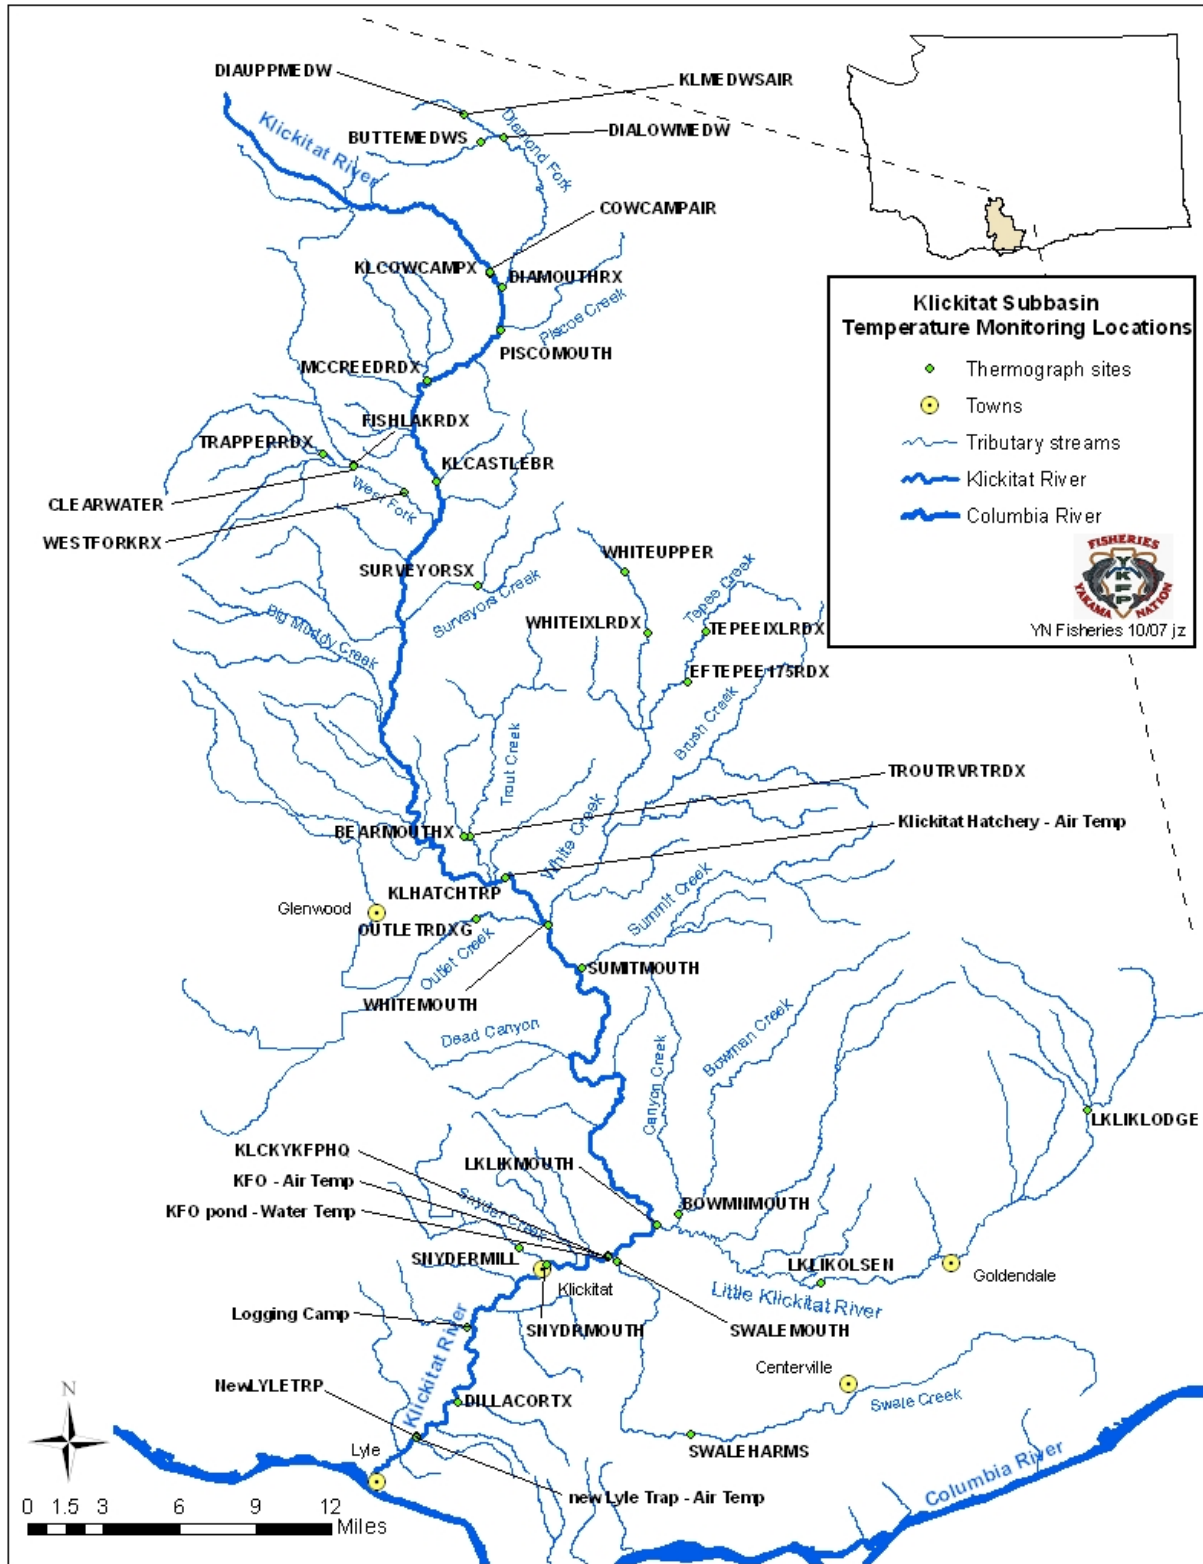 DIAUPPMEDW
KLMEDWSAIR
Klickitat River
Diamond Fork
BUTTEMEDWS
DIALOWMEDW
COWCAMPAIR
KLCOWCAMPX
DIAMOUTHRX
Piscoe Creek
PISCOMOUTH
MCCREEDRDX
FISHLAKRDX
TRAPPERRDX
KLCASTLEBR
CLEARWATER
West Fork
WESTFORKRX
SURVEYORSX
Surveyors Creek
WHITEUPPER
Tepee Creek
Big Muddy Creek
WHITEIXLRDX
TEPEEIXLRDX
EFTEPEE175RDX
Brush Creek
Trout Creek
TROUTRVRTRDX
BEARMOUTHX
Klickitat Hatchery - Air Temp
White Creek
KLHATCHTRP
Summit Creek
Glenwood
OUTLETRDXG
Outlet Creek
SUMITMOUTH
WHITEMOUTH
Dead Canyon
Canyon Creek
Bowman Creek
LKLIKLODGE
KLCKYKFPHQ
LKLIKMOUTH
KFO - Air Temp
Snyder Creek
BOWMNMOUTH
KFO pond - Water Temp
SNYDERMILL
LKLIKOLSEN
Goldendale
Klickitat
Little Klickitat River
Logging Camp
SNYDRMOUTH
SWALEMOUTH
Klickitat River
Centerville
NewLYLETRP
DILLACORTX
Swale Creek
Lyle
SWALEHARMS
new Lyle Trap - Air Temp
Columbia River
N
0 1.5 3 6 9 12
Miles
Klickitat Subbasin
Temperature Monitoring Locations
Thermograph sites
Towns
Tributary streams
Klickitat River
Columbia River
FISHERIES
YKFP
YAKAMA NATION
YN Fisheries 10/07 jz